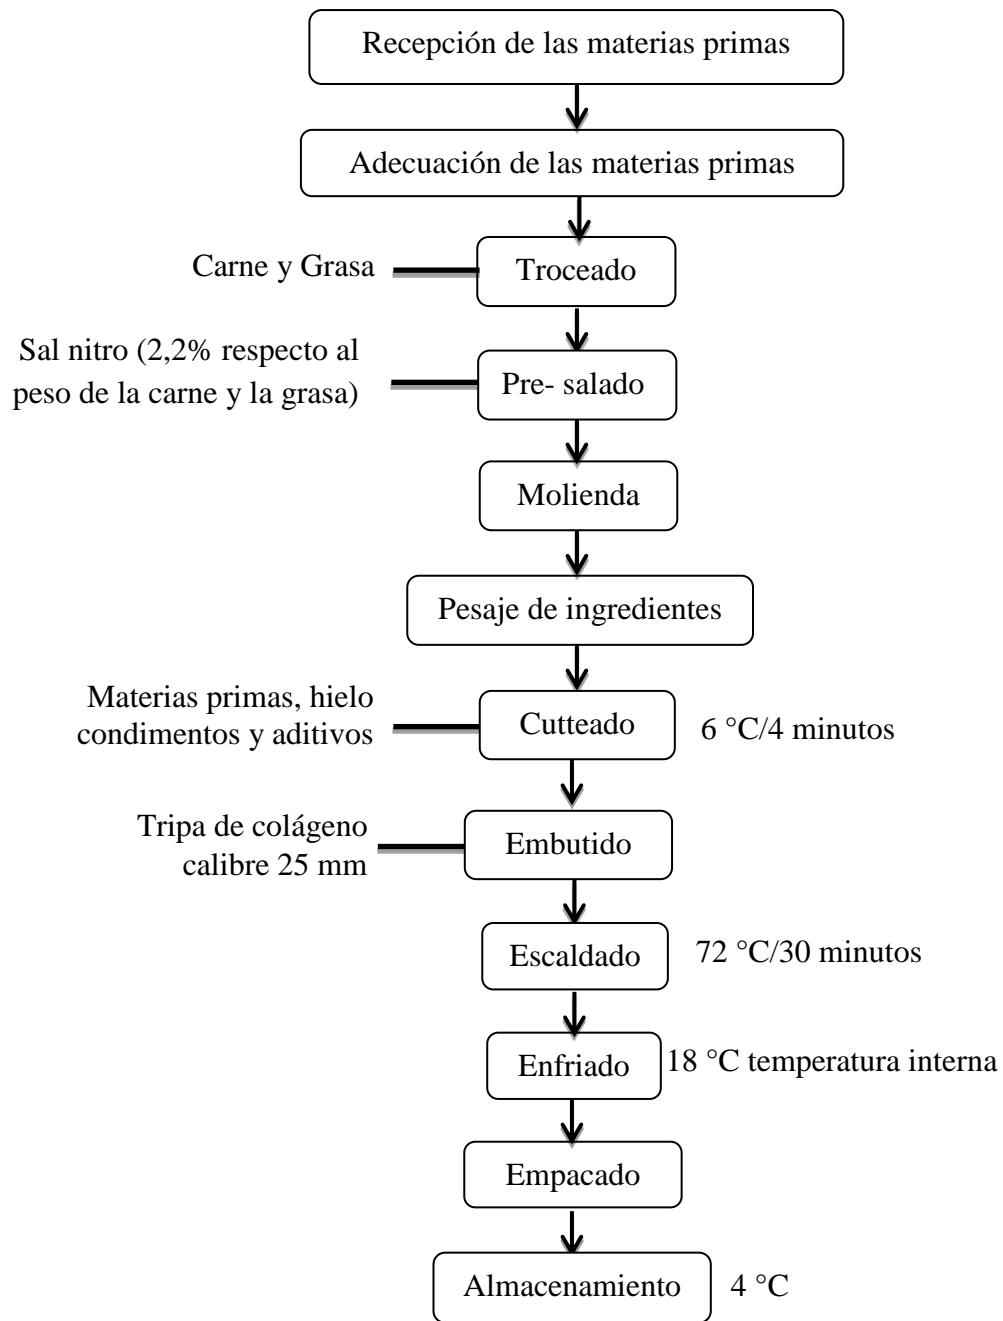 Recepción de las materias primas
Adecuación de las materias primas
Carne y Grasa
Troceado
Sal nitro (2,2% respecto al
peso de la carne y la grasa)
Pre- salado
Molienda
Pesaje de ingredientes
Materias primas, hielo
condimentos y aditivos
Cutteado
6 °C/4 minutos
Tripa de colágeno
calibre 25 mm
Embutido
Escaldado
72 °C/30 minutos
Enfriado
18 °C temperatura interna
Empacado
Almacenamiento
4 °C